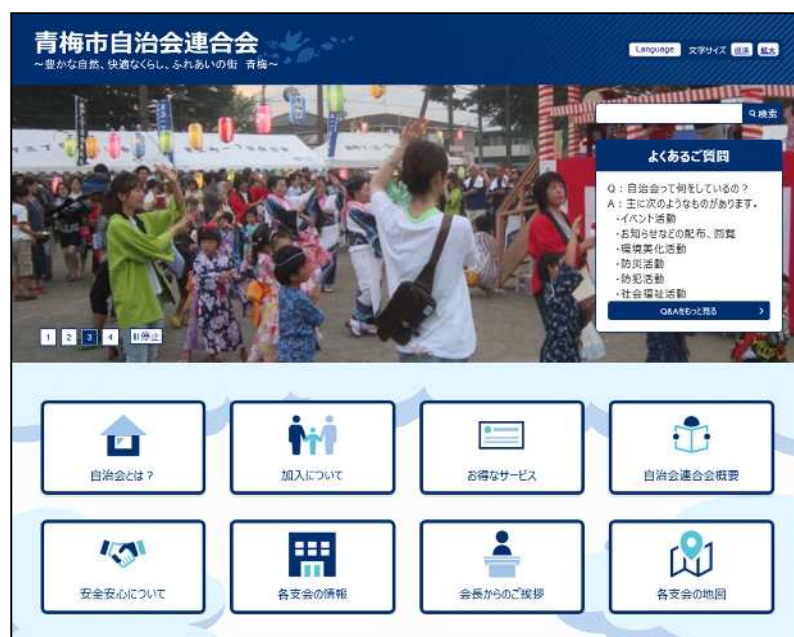 青梅市自治会連合会
～豊かな自然、快適なくらし、ふれあいの街 青梅～
Language 文字サイズ 標準 拡大
検索
よくあるご質問
Q：自治会って何をしているの？
A：主に次のようなものがあります。
・イベント活動
・お知らせなどの配布、回覧
・環境美化活動
・防災活動
・防犯活動
・社会福祉活動
Q&Aをもっと見る
1 2 3 4 停止
自治会とは？
加入について
お得なサービス
自治会連合会概要
安全安心について
各支会の情報
会長からのご挨拶
各支会の地図